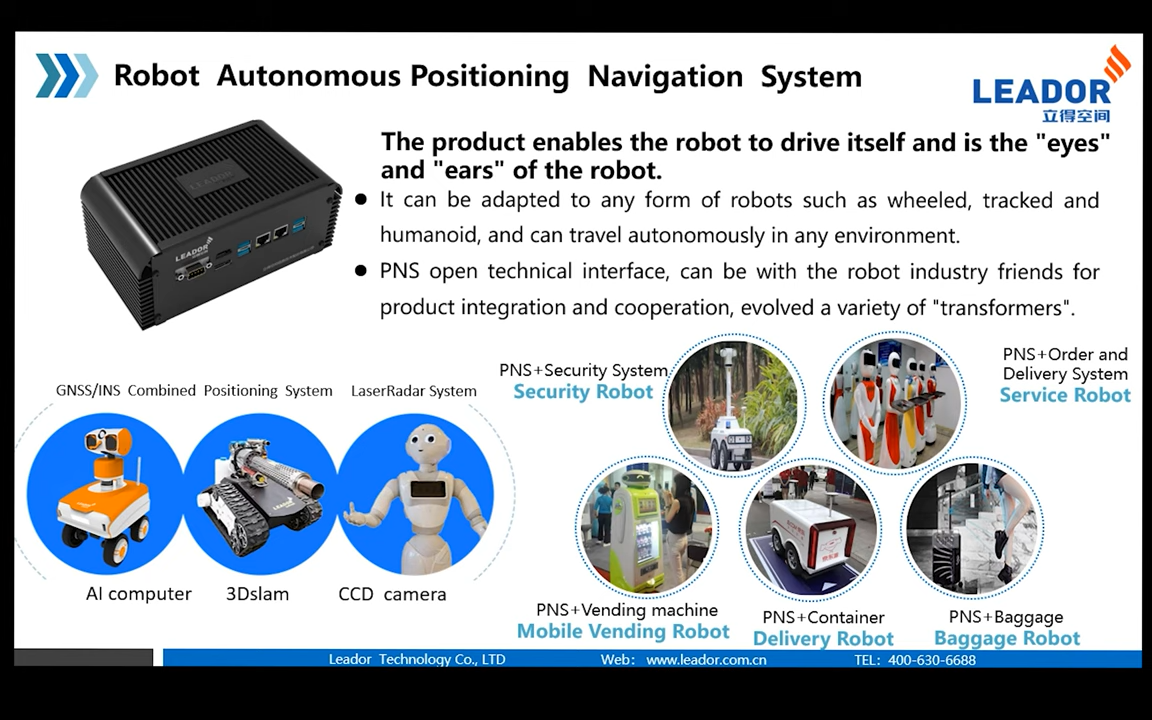 Robot Autonomous Positioning Navigation System
LEADOR
立得空间
The product enables the robot to drive itself and is the "eyes"
and "ears" of the robot.
● It can be adapted to any form of robots such as wheeled, tracked and
humanoid, and can travel autonomously in any environment.
● PNS open technical interface, can be with the robot industry friends for
product integration and cooperation, evolved a variety of "transformers".
LEADOR
LEADOR
GNSS/INS Combined Positioning System
LaserRadar System
AI computer
3Dslam
CCD camera
PNS+Security System
Security Robot
PNS+Order and
Delivery System
Service Robot
PNS+Vending machine
Mobile Vending Robot
PNS+Container
Delivery Robot
PNS+Baggage
Baggage Robot
Leador Technology Co., LTD
Web: www.leador.com.cn
TEL: 400-630-6688